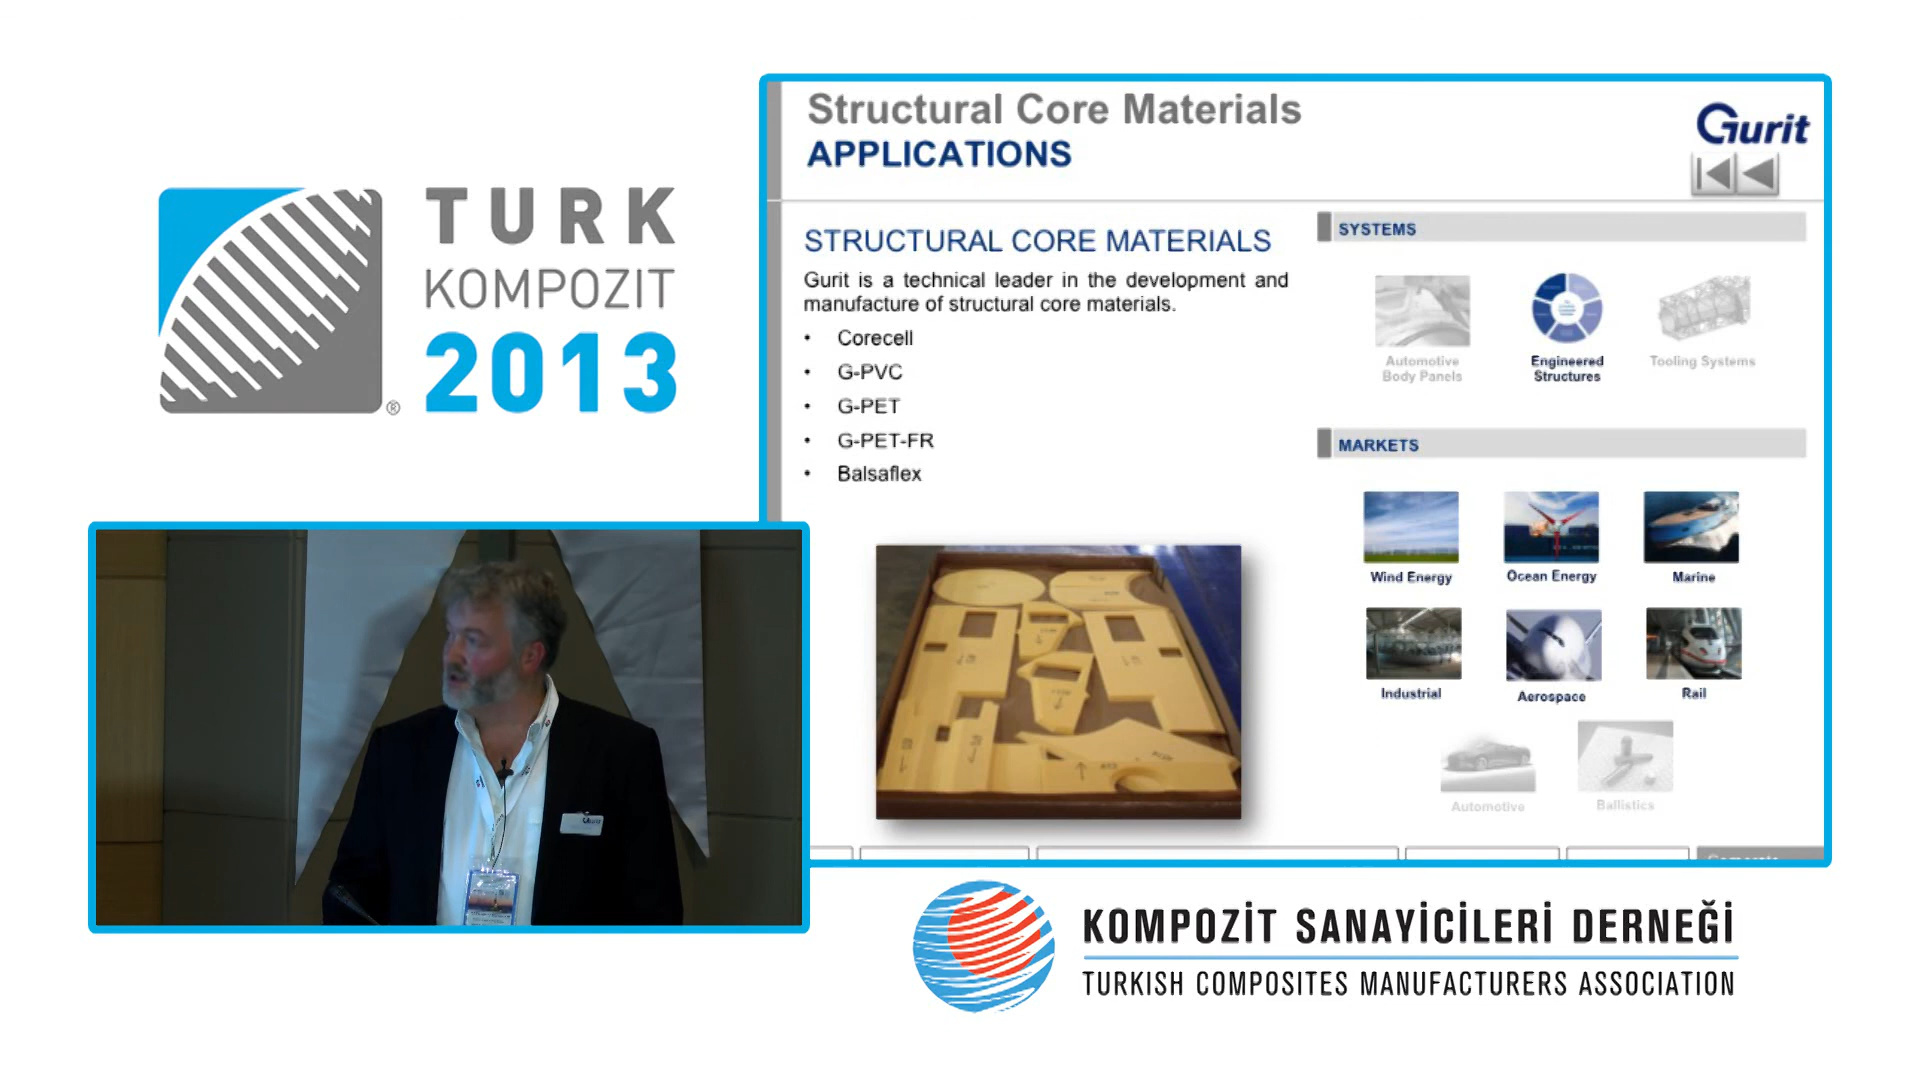 TURK
KOMPOZIT
2013
®
Structural Core Materials
APPLICATIONS
Gurit
STRUCTURAL CORE MATERIALS
Gurit is a technical leader in the development and
manufacture of structural core materials.
• Corecell
• G-PVC
• G-PET
• G-PET-FR
• Balsaflex
SYSTEMS
Automotive
Body Panels
Engineered
Structures
Tooling Systems
MARKETS
Wind Energy
Ocean Energy
Marine
Industrial
Aerospace
Rail
Automotive
Ballistics
Gurit
KOMPOZİT SANAYİCİLERİ DERNEĞİ
TURKISH COMPOSITES MANUFACTURERS ASSOCIATION